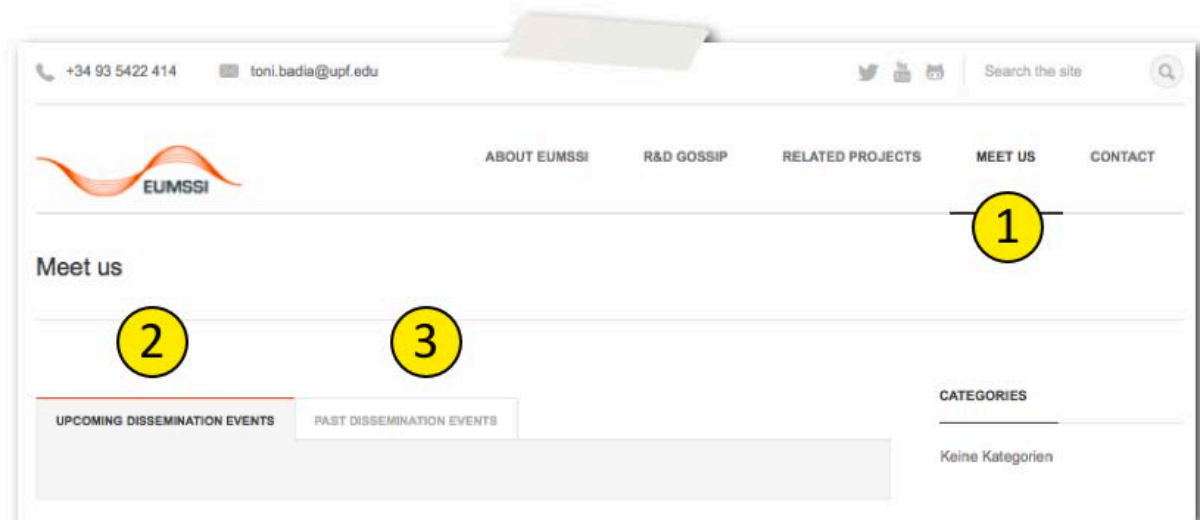 +34 93 5422 414 toni.badia@upf.edu Search the site
EUMSSI
ABOUT EUMSSI R&D GOSSIP RELATED PROJECTS MEET US CONTACT
1
Meet us
2 3
UPCOMING DISSEMINATION EVENTS PAST DISSEMINATION EVENTS
CATEGORIES
Keine Kategorien